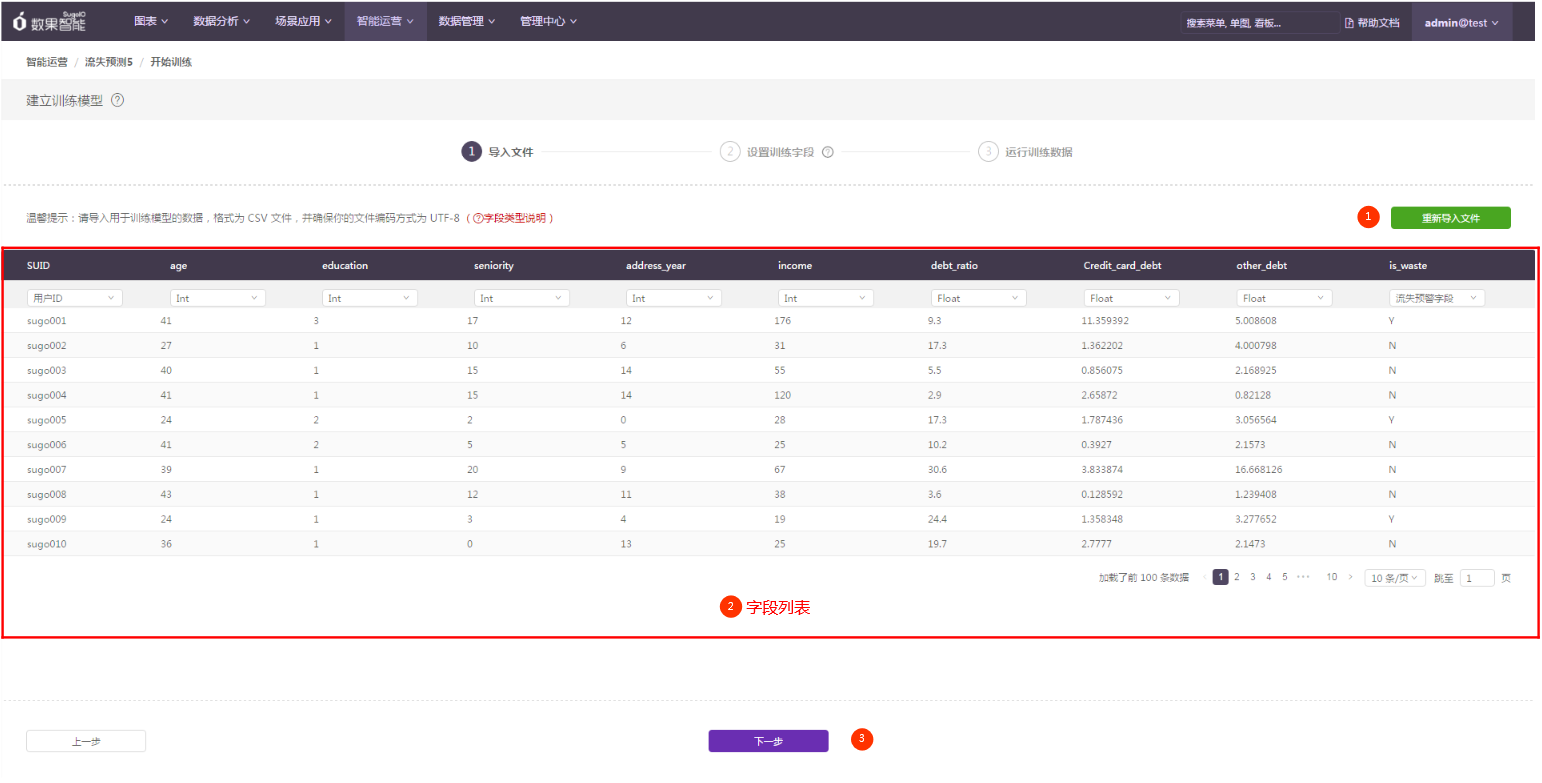 SugoIO
数果智能 图表 数据分析 场景应用 智能运营 数据管理 管理中心 搜索菜单, 单图, 看板... 帮助文档 admin@test
智能运营 / 流失预测5 / 开始训练
建立训练模型 ?
1 导入文件 2 设置训练字段 ? 3 运行训练数据
温馨提示：请导入用于训练模型的数据，格式为 CSV 文件，并确保你的文件编码方式为 UTF-8（?字段类型说明 ） 1 重新导入文件
SUID age education seniority address_year income debt_ratio Credit_card_debt other_debt is_waste
用户ID Int Int Int Int Int Float Float Float 流失预警字段
sugo001 41 3 17 12 176 9.3 11.359392 5.008608 Y
sugo002 27 1 10 6 31 17.3 1.362202 4.000798 N
sugo003 40 1 15 14 55 5.5 0.856075 2.168925 N
sugo004 41 1 15 14 120 2.9 2.65872 0.82128 N
sugo005 24 2 2 0 28 17.3 1.787436 3.056564 Y
sugo006 41 2 5 5 25 10.2 0.3927 2.1573 N
sugo007 39 1 20 9 67 30.6 3.833874 16.668126 N
sugo008 43 1 12 11 38 3.6 0.128592 1.239408 N
sugo009 24 1 3 4 19 24.4 1.358348 3.277652 Y
sugo010 36 1 0 13 25 19.7 2.7777 2.1473 N
加载了前 100 条数据 ‹ 1 2 3 4 5 ••• 10 › 10 条/页 跳至 1 页
2 字段列表
上一步 下一步 3